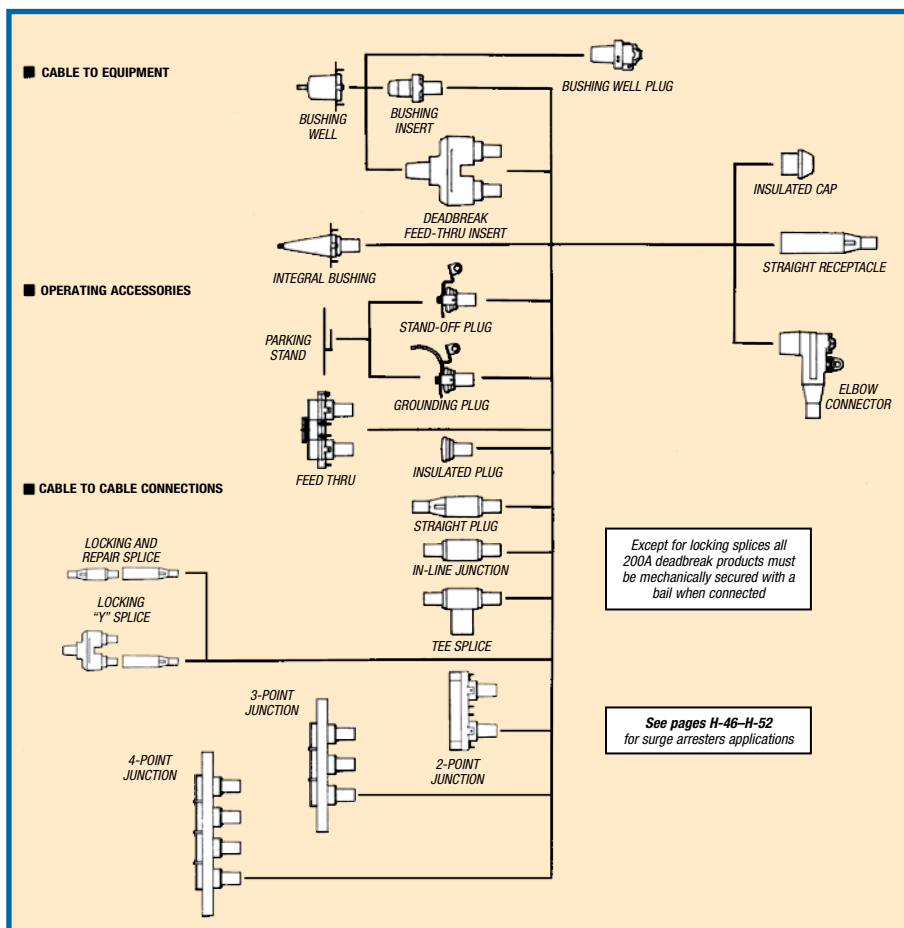 ■ CABLE TO EQUIPMENT
BUSHING WELL PLUG
BUSHING
WELL
BUSHING
INSERT
INSULATED CAP
DEADBREAK
FEED-THRU INSERT
INTEGRAL BUSHING
STRAIGHT RECEPTACLE
■ OPERATING ACCESSORIES
STAND-OFF PLUG
PARKING
STAND
GROUNDING PLUG
ELBOW
CONNECTOR
FEED THRU
INSULATED PLUG
■ CABLE TO CABLE CONNECTIONS
STRAIGHT PLUG
LOCKING AND
REPAIR SPLICE
IN-LINE JUNCTION
Except for locking splices all
200A deadbreak products must
be mechanically secured with a
bail when connected
LOCKING
“Y” SPLICE
TEE SPLICE
3-POINT
JUNCTION
See pages H-46–H-52
for surge arresters applications
4-POINT
JUNCTION
2-POINT
JUNCTION